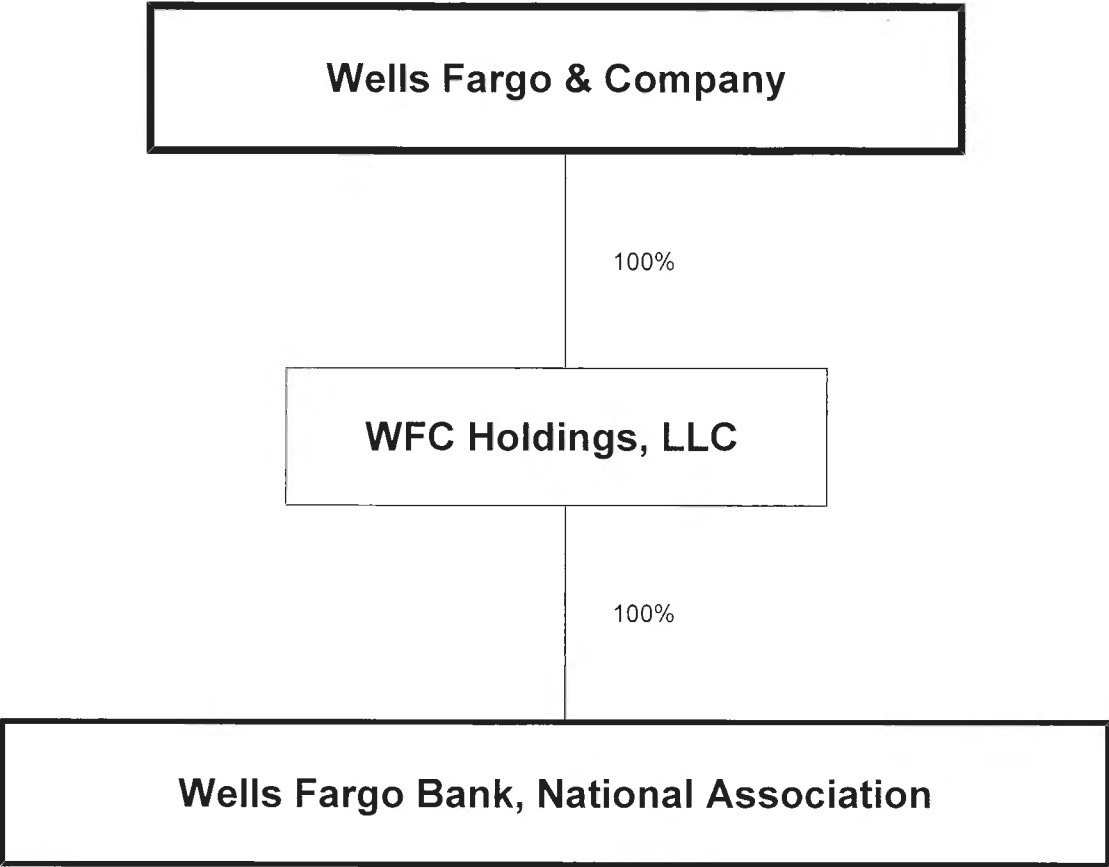 Wells Fargo & Company
100%
WFC Holdings, LLC
100%
Wells Fargo Bank, National Association